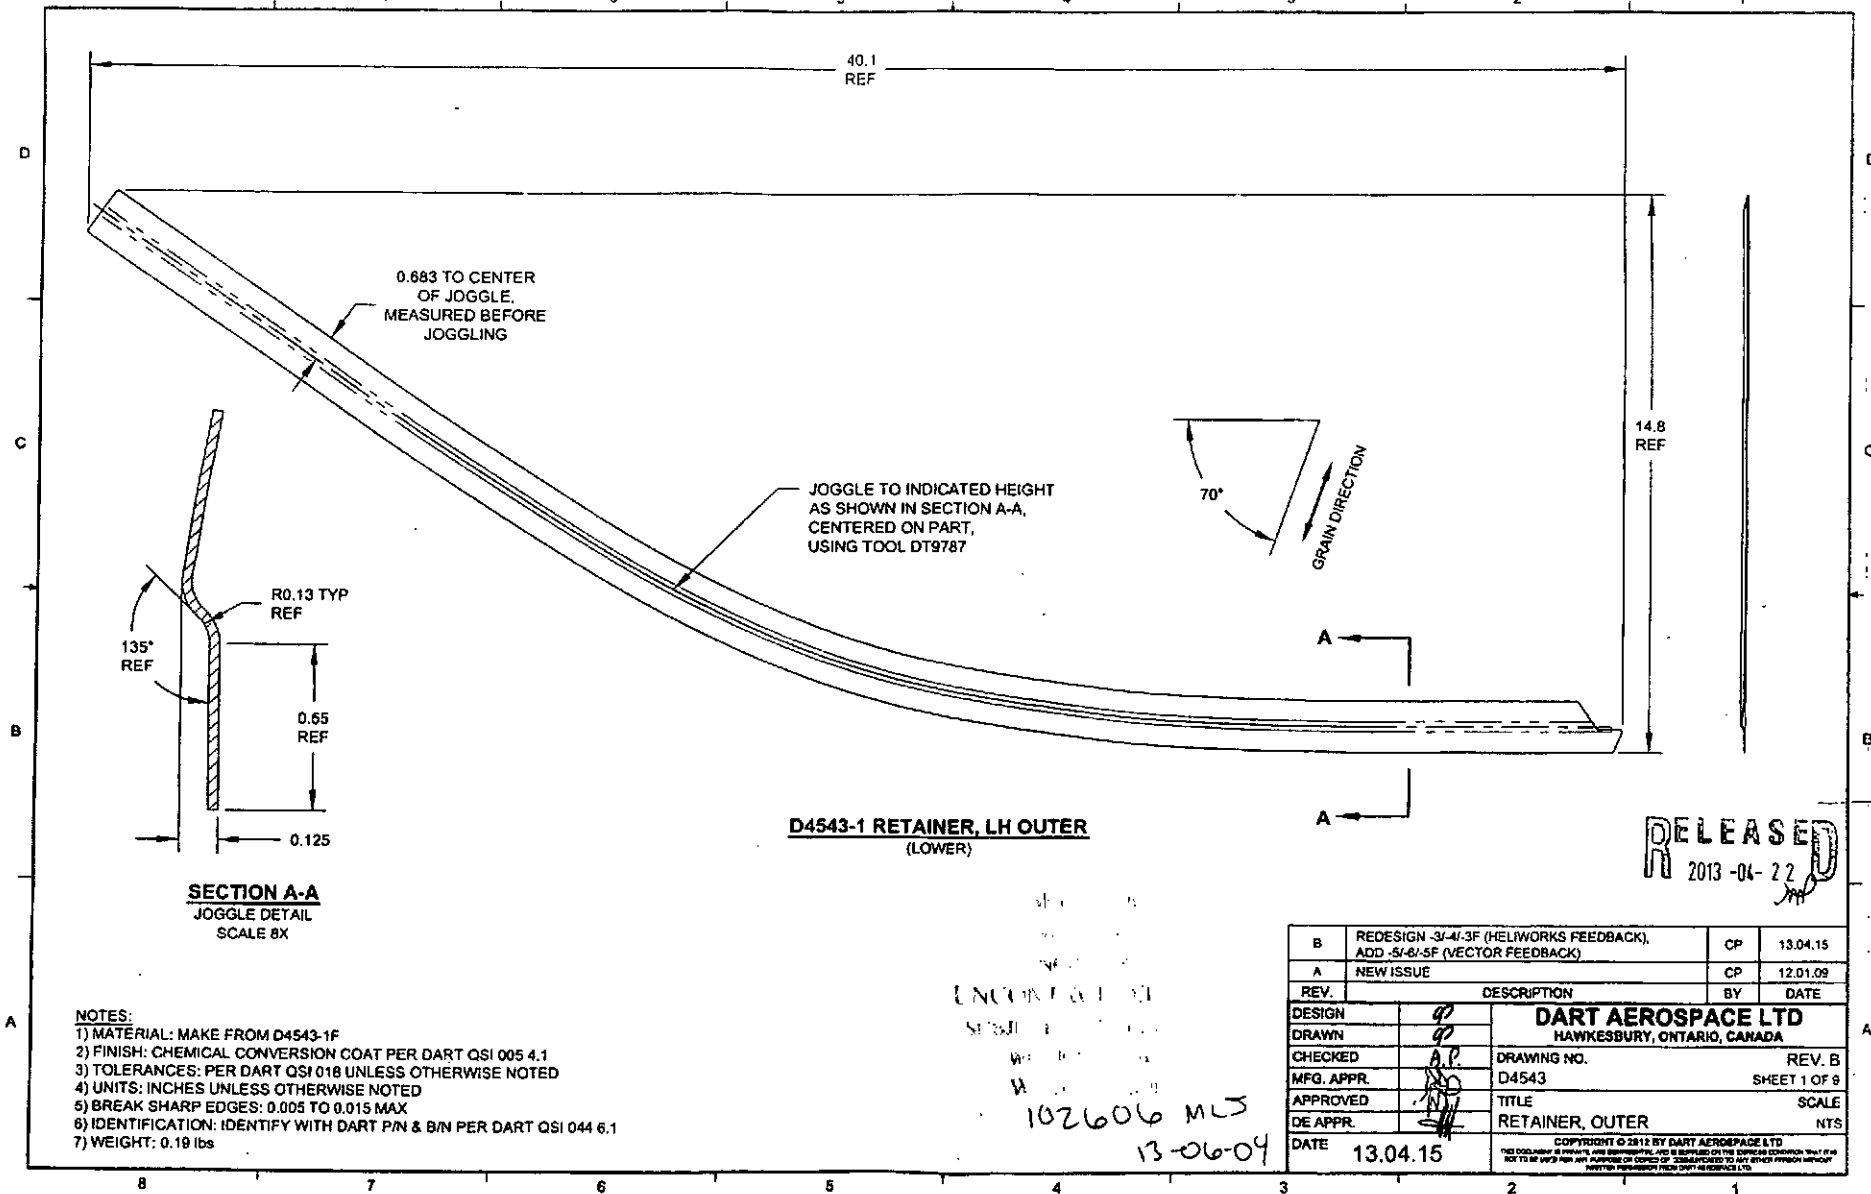 40.1
REF
D
0.683 TO CENTER
OF JOGGLE,
MEASURED BEFORE
JOGGLING
14.8
REF
C
70°
GRAIN DIRECTION
JOGGLE TO INDICATED HEIGHT
AS SHOWN IN SECTION A-A,
CENTERED ON PART,
USING TOOL DT9787
R0.13 TYP
REF
135°
REF
A
0.65
REF
B
B
0.125
A
D4543-1 RETAINER, LH OUTER
(LOWER)
SECTION A-A
JOGGLE DETAIL
SCALE 8X
RELEASED
2013-04-22
B REDESIGN -3/-4/-3F (HELIWORKS FEEDBACK), CP 13.04.15
ADD -5/-6/-5F (VECTOR FEEDBACK)
A NEW ISSUE CP 12.01.09
REV. DESCRIPTION BY DATE
DESIGN
DRAWN
CHECKED A.P.
MFG. APPR.
APPROVED
DE APPR.
DATE 13.04.15
DART AEROSPACE LTD
HAWKESBURY, ONTARIO, CANADA
DRAWING NO. REV. B
D4543 SHEET 1 OF 9
TITLE SCALE
RETAINER, OUTER NTS
COPYRIGHT © 2012 BY DART AEROSPACE LTD
A
A
NOTES:
1) MATERIAL: MAKE FROM D4543-1F
2) FINISH: CHEMICAL CONVERSION COAT PER DART QSI 005 4.1
3) TOLERANCES: PER DART QSI 018 UNLESS OTHERWISE NOTED
4) UNITS: INCHES UNLESS OTHERWISE NOTED
5) BREAK SHARP EDGES: 0.005 TO 0.015 MAX
6) IDENTIFICATION: IDENTIFY WITH DART P/N & B/N PER DART QSI 044 6.1
7) WEIGHT: 0.19 lbs
102606 MLJ
13-06-04
8 7 6 5 4 3 2 1